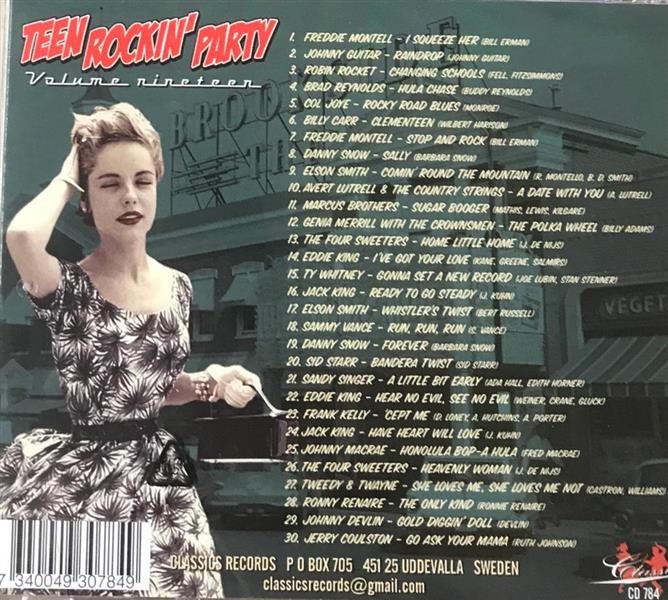 TEEN ROCKIN' PARTY
Volume nineteen
1. FREDDIE MONTELL - I SQUEEZE HER (BILL ERMAN)
2. JOHNNY GUITAR - RAINDROP (JOHNNY GUITAR)
3. ROBIN ROCKET - CHANGING SCHOOLS (FELL, FITZSIMMONS)
4. BRAD REYNOLDS - HULA CHASE (BUDDY REYNOLDS)
5. COL JOYE - ROCKY ROAD BLUES (MONROE)
6. BILLY CARR - CLEMENTEEN (WILBERT HARISON)
7. FREDDIE MONTELL - STOP AND ROCK (BILL ERMAN)
8. DANNY SNOW - SALLY (BARBARA SNOW)
9. ELSON SMITH - COMIN' ROUND THE MOUNTAIN (R. MONTELLO, B. D. SMITH)
10. AVERT LUTRELL & THE COUNTRY STRINGS - A DATE WITH YOU (A. LUTRELL)
11. MARCUS BROTHERS - SUGAR BOOGER (MATHIS, LEWIS, KILGARE)
12. GENIA MERRILL WITH THE CROWNSMEN - THE POLKA WHEEL (BILLY ADAMS)
13. THE FOUR SWEETERS - HOME LITTLE HOME (J. DE NIJS)
14. EDDIE KING - I'VE GOT YOUR LOVE (KANE, GREENE, SALMIRS)
15. TY WHITNEY - GONNA SET A NEW RECORD (JOE LUBIN, STAN STENNER)
16. JACK KING - READY TO GO STEADY (J. KUHN)
17. ELSON SMITH - WHISTLER'S TWIST (BERT RUSSELL)
18. SAMMY VANCE - RUN, RUN, RUN (S. VANCE)
19. DANNY SNOW - FOREVER (BARBARA SNOW)
20. SID STARR - BANDERA TWIST (SID STARR)
21. SANDY SINGER - A LITTLE BIT EARLY (ADA HALL, EDITH HORNER)
22. EDDIE KING - HEAR NO EVIL, SEE NO EVIL (WEINER, CRANE, GLUCK)
23. FRANK KELLY - 'CEPT ME (D. LONEY, A. HUTCHINS, A. PORTER)
24. JACK KING - HAVE HEART WILL LOVE (J. KUHN)
25. JOHNNY MACRAE - HONOLULA BOP-A HULA (FRED MACRAE)
26. THE FOUR SWEETERS - HEAVENLY WOMAN (J. DE NIJS)
27. TWEEDY & TWAYNE - SHE LOVES ME, SHE LOVES ME NOT (CASTRON, WILLIAMS)
28. RONNY RENAIRE - THE ONLY KIND (RONNIE RENAIRE)
29. JOHNNY DEVLIN - GOLD DIGGIN' DOLL (DEVLIN)
30. JERRY COULSTON - GO ASK YOUR MAMA (RUTH JOHNSON)
CLASSICS RECORDS P O BOX 705 451 25 UDDEVALLA SWEDEN
classicsrecords@gmail.com
7 340049 307849
Classi
CD 784
BROOK
THE
VEGET